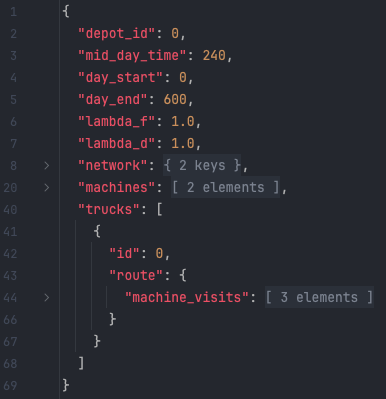 1 {
2 "depot_id": 0,
3 "mid_day_time": 240,
4 "day_start": 0,
5 "day_end": 600,
6 "lambda_f": 1.0,
7 "lambda_d": 1.0,
8 > "network": { 2 keys },
20 > "machines": [ 2 elements ],
40 "trucks": [
41 {
42 "id": 0,
43 "route": {
44 > "machine_visits": [ 3 elements ]
66 }
67 }
68 ]
69 }